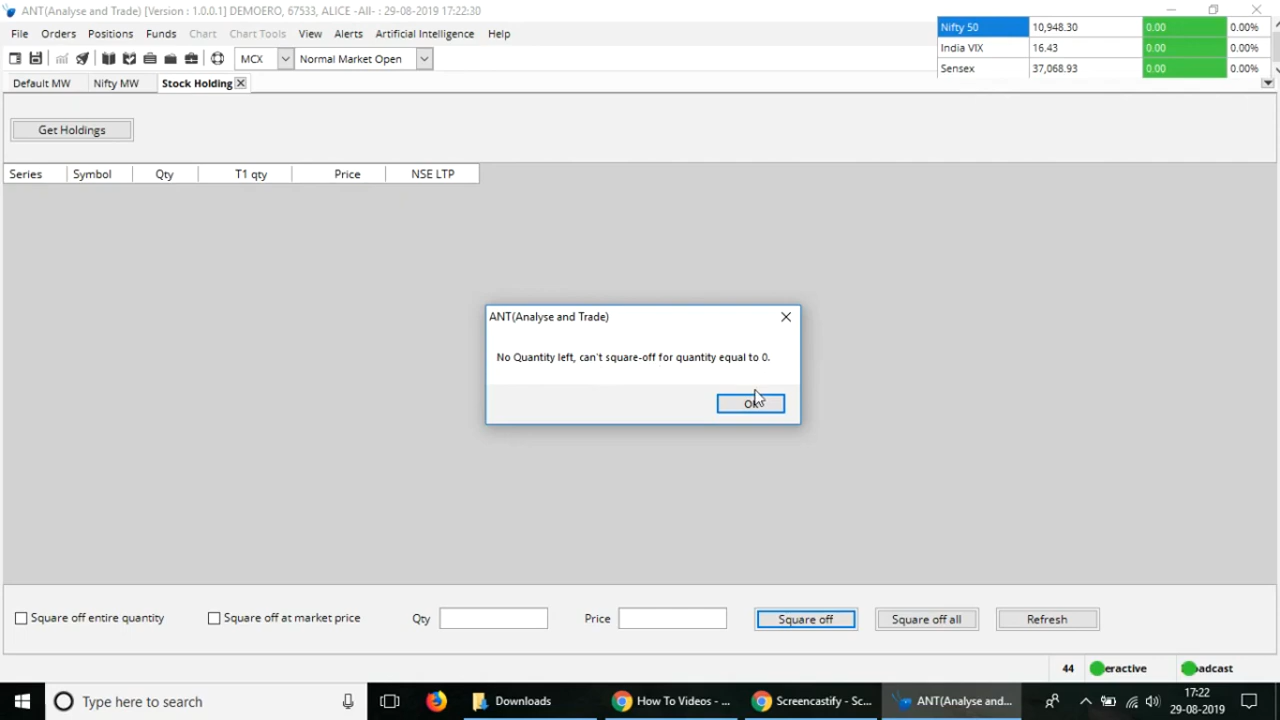 ANT(Analyse and Trade) [Version : 1.0.0.1] DEMOERO, 67533, ALICE -All- : 29-08-2019 17:22:30
File Orders Positions Funds Chart Chart Tools View Alerts Artificial Intelligence Help
Nifty 50 10,948.30 0.00 0.00%
India VIX 16.43 0.00 0.00%
Sensex 37,068.93 0.00 0.00%
MCX Normal Market Open
Default MW Nifty MW Stock Holding
Get Holdings
Series Symbol Qty T1 qty Price NSE LTP
ANT(Analyse and Trade)
No Quantity left, can't square-off for quantity equal to 0.
Ok
Square off entire quantity Square off at market price Qty Price Square off Square off all Refresh
44 eractive adcast
Type here to search Downloads How To Videos - ... Screencastify - Sc... ANT(Analyse and... 17:22
29-08-2019